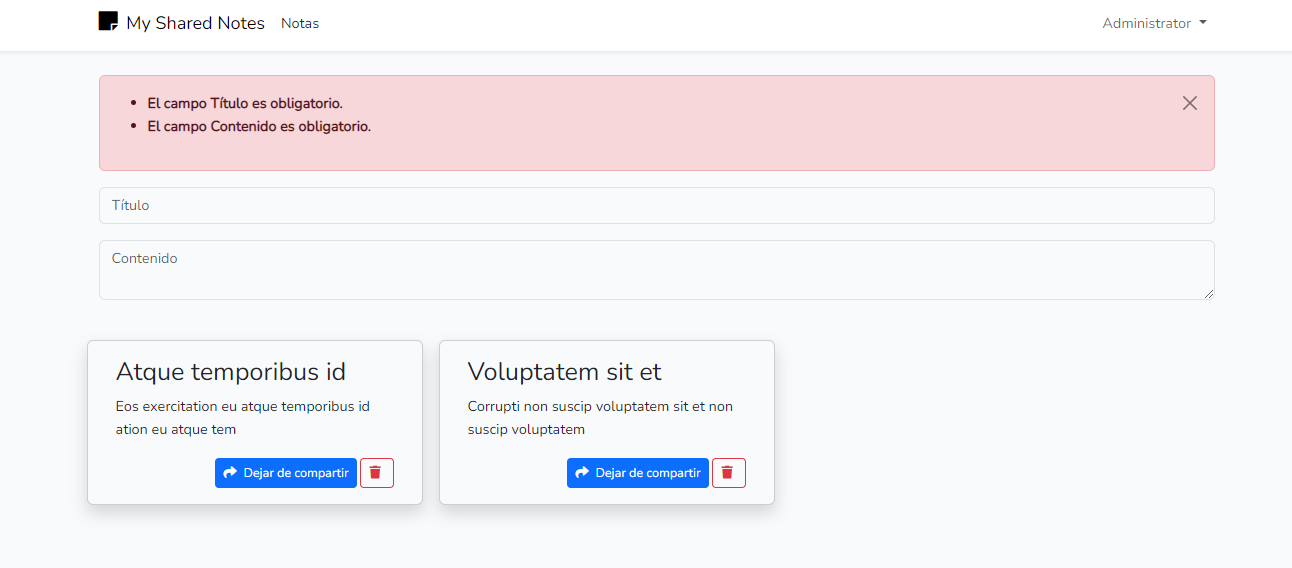 My Shared Notes Notas Administrator
El campo Título es obligatorio.
El campo Contenido es obligatorio.
Título
Contenido
Atque temporibus id
Eos exercitation eu atque temporibus id
ation eu atque tem
Dejar de compartir
Voluptatem sit et
Corrupti non suscip voluptatem sit et non
suscip voluptatem
Dejar de compartir